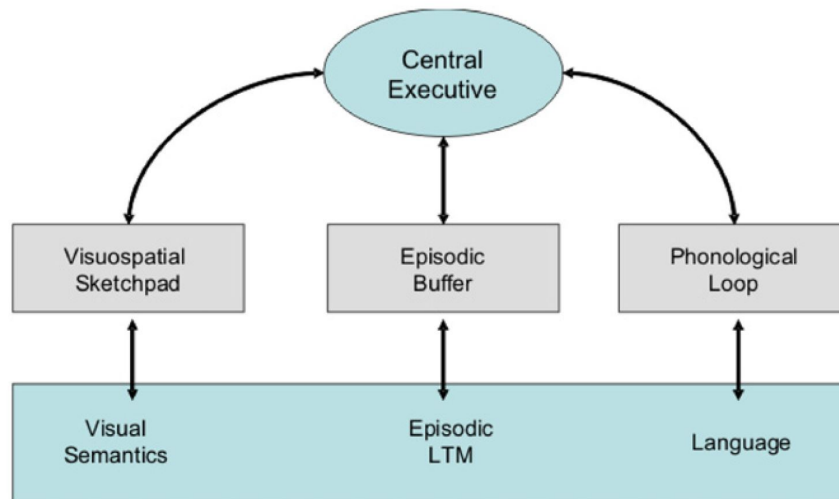 Central
Executive
Visuospatial
Sketchpad
Episodic
Buffer
Phonological
Loop
Visual
Semantics
Episodic
LTM
Language